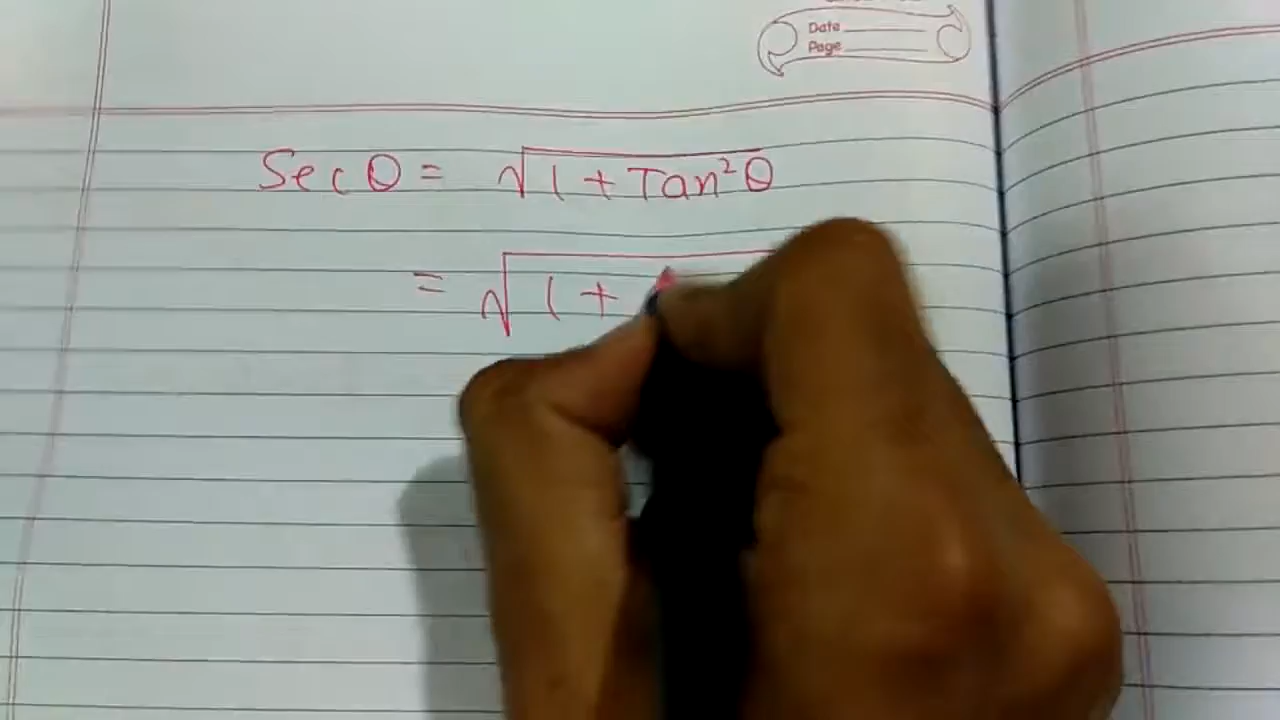 Date
Page
Sec θ = √1 + Tan²θ
= √1 +